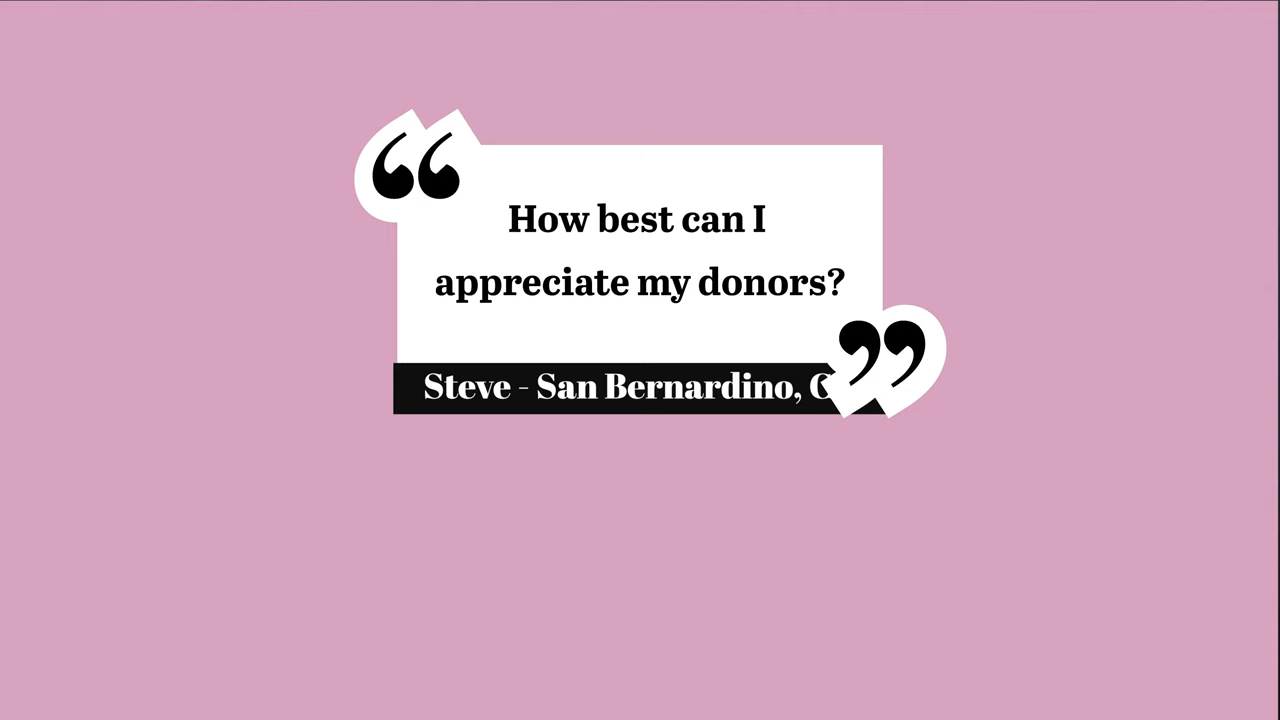 How best can I
appreciate my donors?
Steve - San Bernardino,